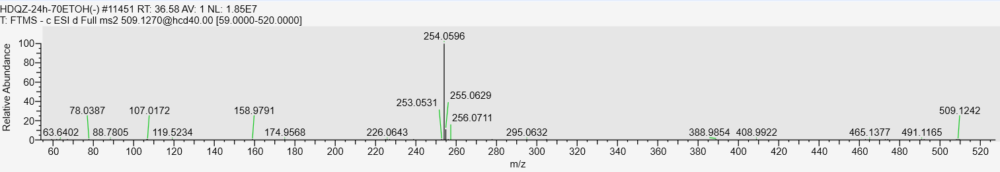 HDQZ-24h-70ETOH(-) #11451 RT: 36.58 AV: 1 NL: 1.85E7
T: FTMS - c ESI d Full ms2 509.1270@hcd40.00 [59.0000-520.0000]
254.0596
100
80
60
40
20
0
Relative Abundance
255.0629
253.0531
78.0387 107.0172 158.9791 509.1242
256.0711
63.6402 88.7805 119.5234 174.9568 226.0643 295.0632 388.9854 408.9922 465.1377 491.1165
60 80 100 120 140 160 180 200 220 240 260 280 300 320 340 360 380 400 420 440 460 480 500 520
m/z